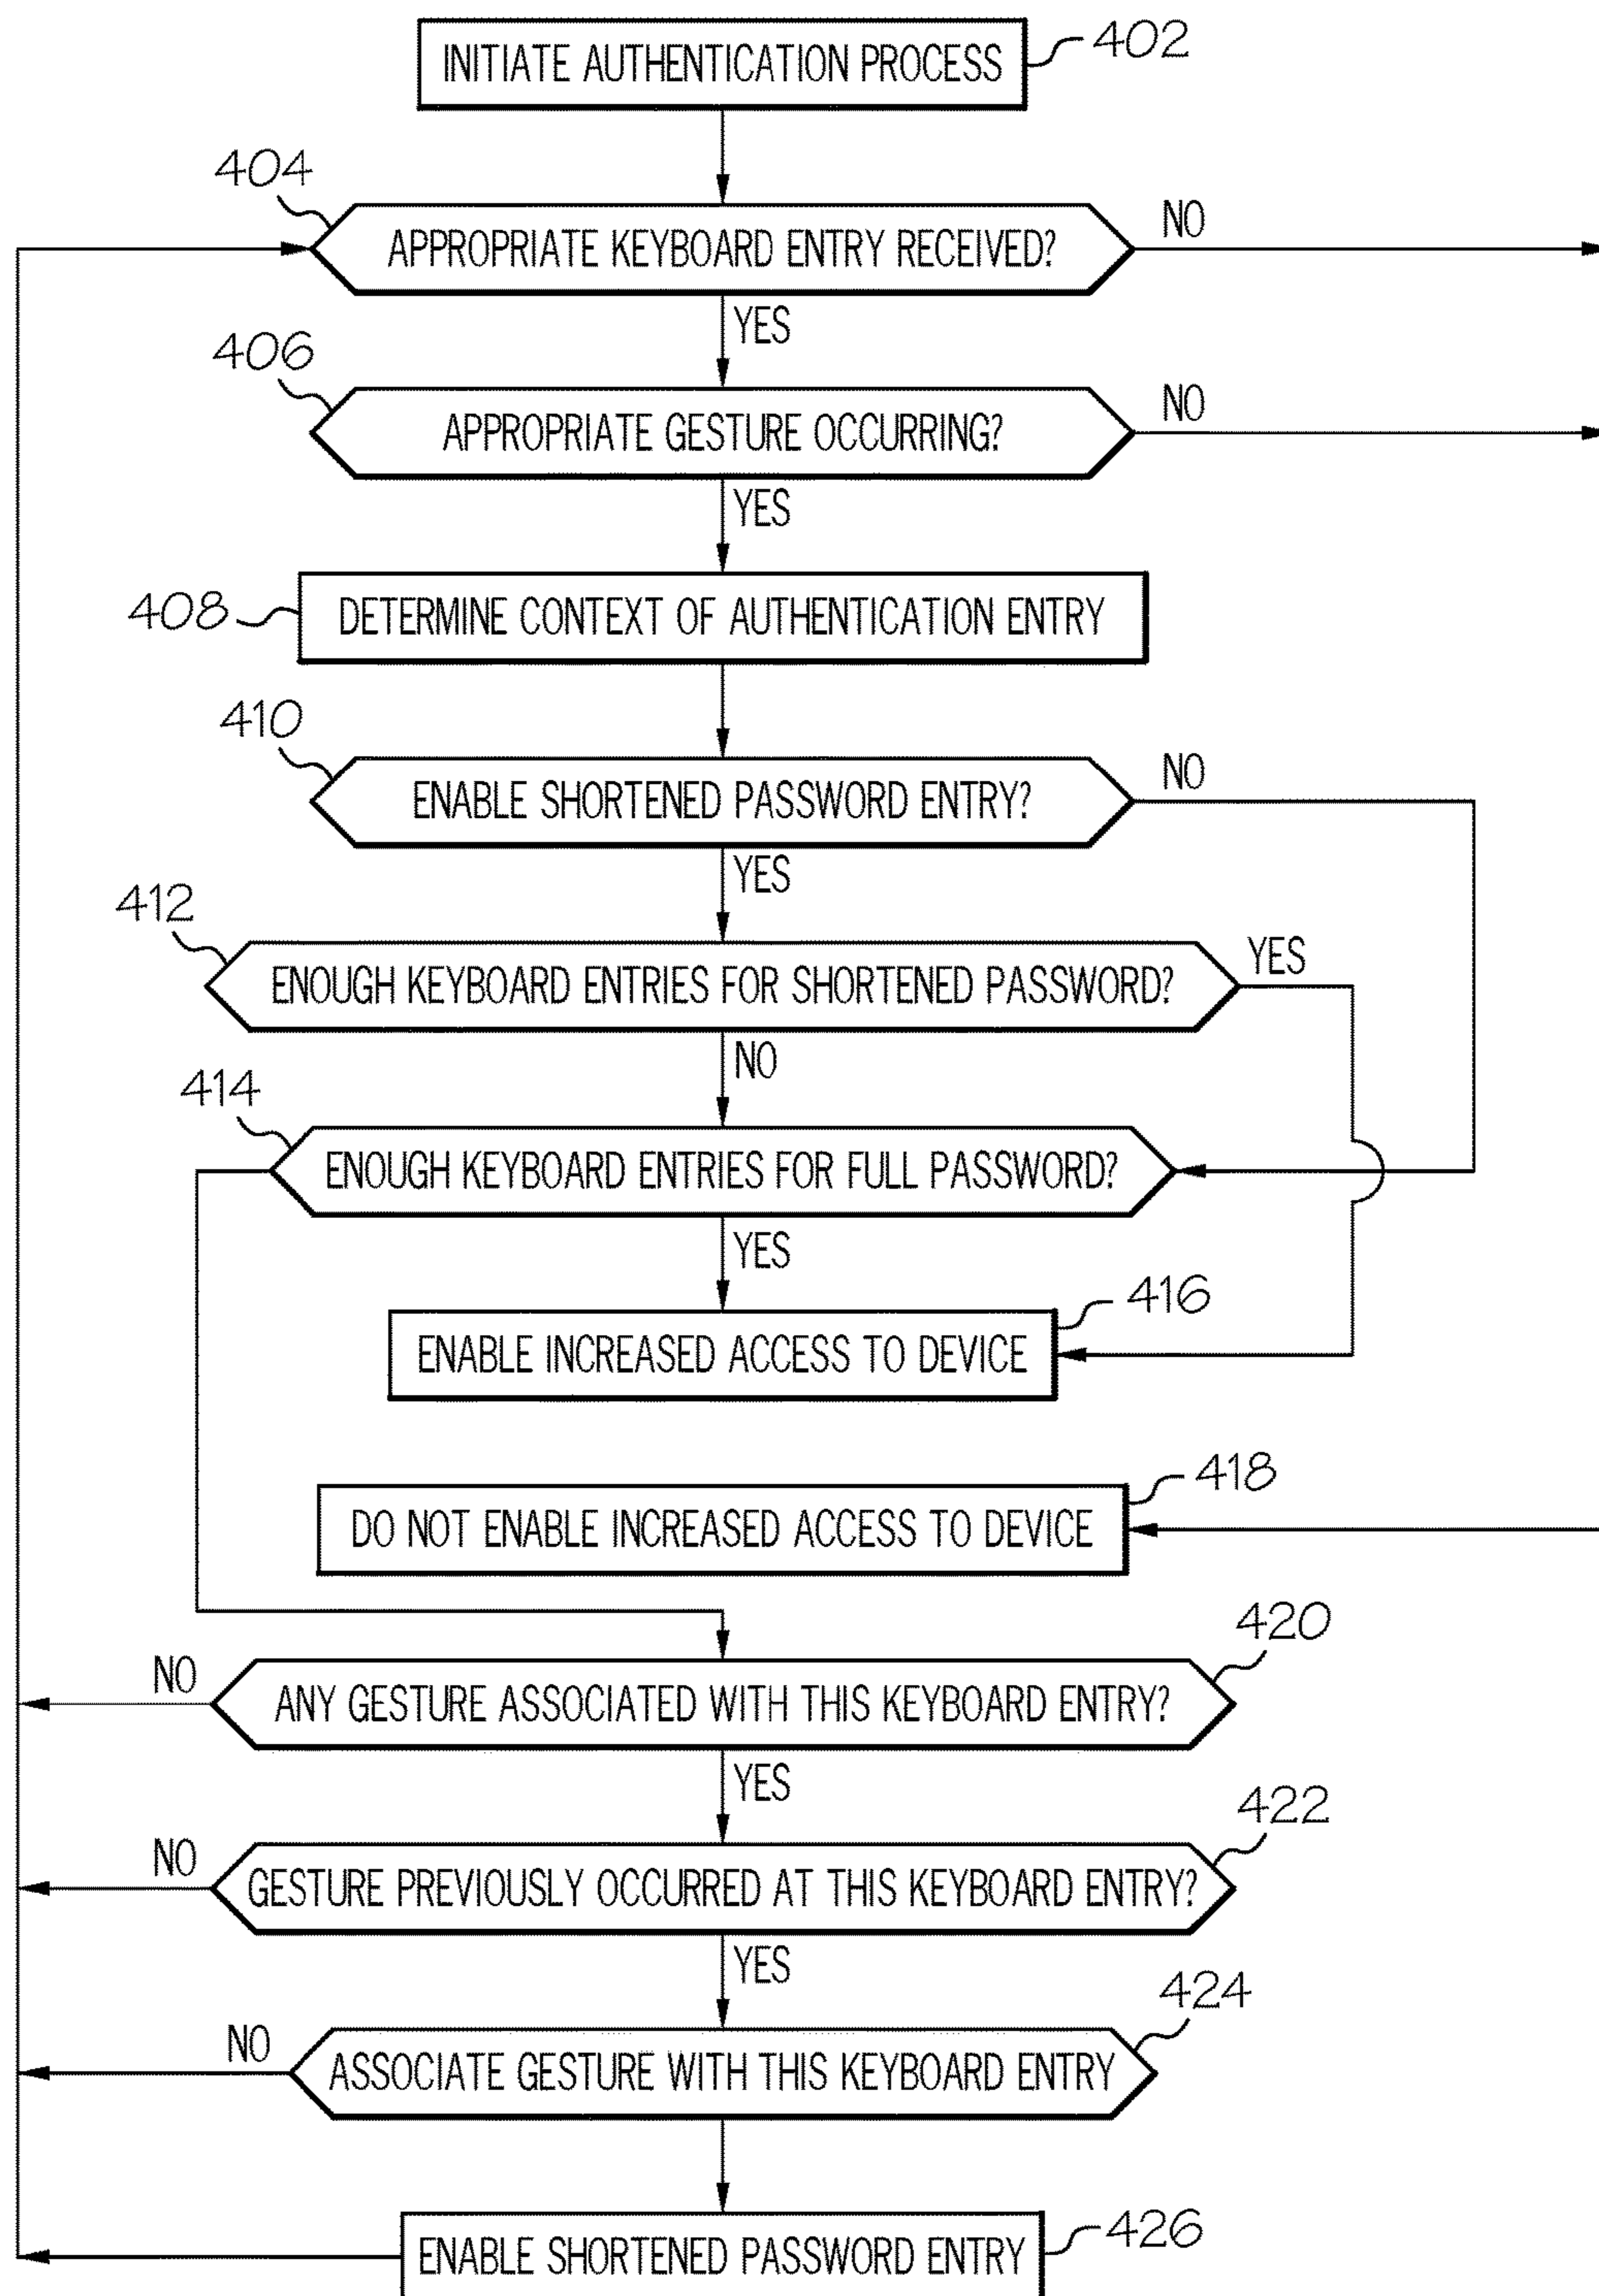 INITIATE AUTHENTICATION PROCESS
402
404
APPROPRIATE KEYBOARD ENTRY RECEIVED?
NO
YES
406
APPROPRIATE GESTURE OCCURRING?
NO
YES
408
DETERMINE CONTEXT OF AUTHENTICATION ENTRY
410
ENABLE SHORTENED PASSWORD ENTRY?
NO
YES
412
ENOUGH KEYBOARD ENTRIES FOR SHORTENED PASSWORD?
YES
NO
414
ENOUGH KEYBOARD ENTRIES FOR FULL PASSWORD?
YES
416
ENABLE INCREASED ACCESS TO DEVICE
418
DO NOT ENABLE INCREASED ACCESS TO DEVICE
420
NO
ANY GESTURE ASSOCIATED WITH THIS KEYBOARD ENTRY?
YES
422
NO
GESTURE PREVIOUSLY OCCURRED AT THIS KEYBOARD ENTRY?
YES
424
NO
ASSOCIATE GESTURE WITH THIS KEYBOARD ENTRY
ENABLE SHORTENED PASSWORD ENTRY
426